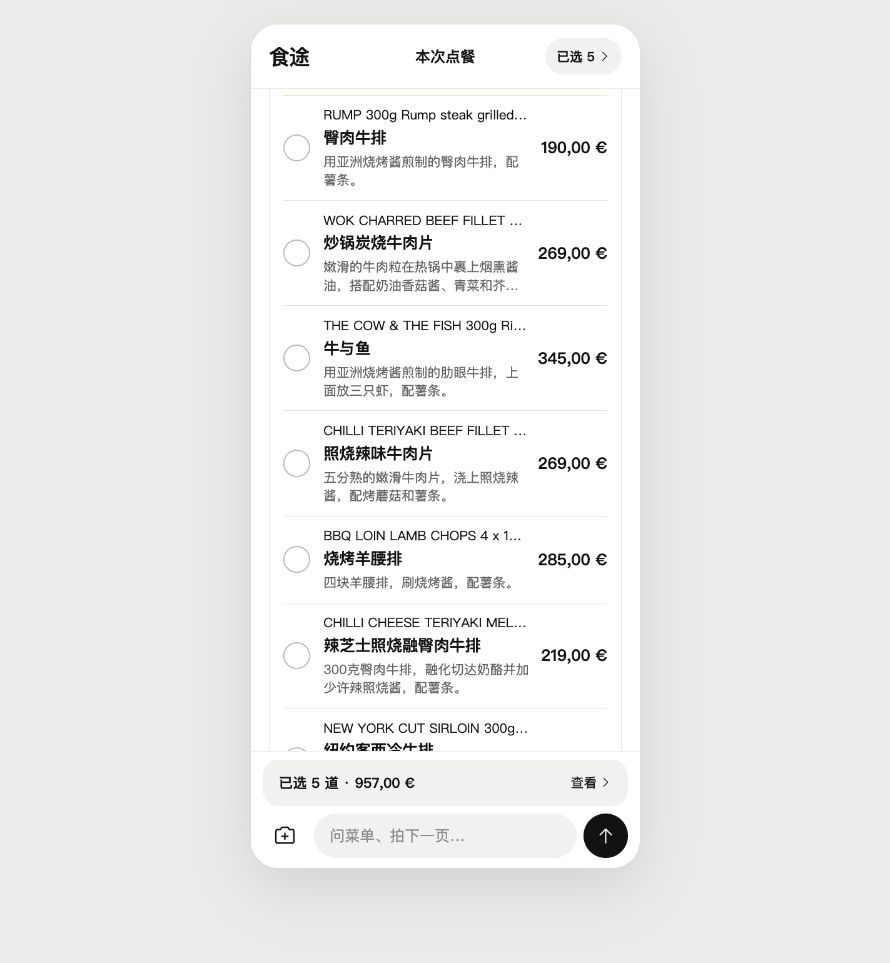 食途
本次点餐
已选 5
RUMP 300g Rump steak grilled...
臀肉牛排
用亚洲烧烤酱煎制的臀肉牛排，配
薯条。
190,00 €
WOK CHARRED BEEF FILLET ...
炒锅炭烧牛肉片
嫩滑的牛肉粒在热锅中裹上烟熏酱
油，搭配奶油香菇酱、青菜和芥...
269,00 €
THE COW & THE FISH 300g Ri...
牛与鱼
用亚洲烧烤酱煎制的肋眼牛排，上
面放三只虾，配薯条。
345,00 €
CHILLI TERIYAKI BEEF FILLET ...
照烧辣味牛肉片
五分熟的嫩滑牛肉片，浇上照烧辣
酱，配烤蘑菇和薯条。
269,00 €
BBQ LOIN LAMB CHOPS 4 x 1...
烧烤羊腰排
四块羊腰排，刷烧烤酱，配薯条。
285,00 €
CHILLI CHEESE TERIYAKI MEL...
辣芝士照烧融臀肉牛排
300克臀肉牛排，融化切达奶酪并加
少许辣照烧酱，配薯条。
219,00 €
NEW YORK CUT SIRLOIN 300g...
纽约客西冷牛排
已选 5 道 · 957,00 €
查看
问菜单、拍下一页...